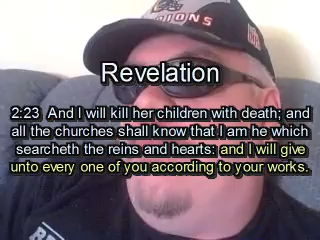 IONS
Revelation
2:23 And I will kill her children with death; and
all the churches shall know that I am he which
searcheth the reins and hearts: and I will give
unto every one of you according to your works.